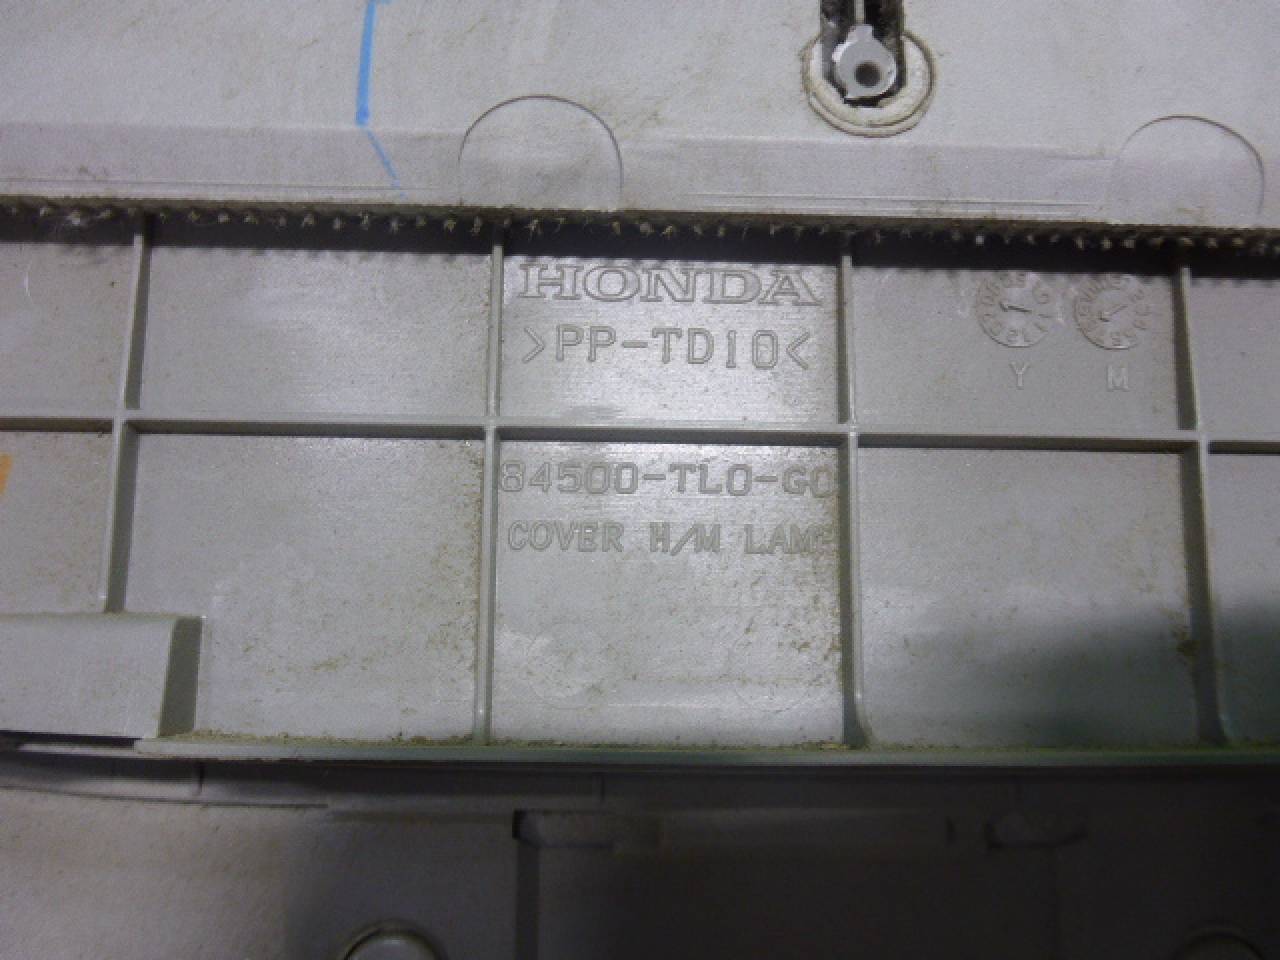 HONDA
>PP-TD10<
Y M
84500-TL0-G0
COVER H/M LAMP